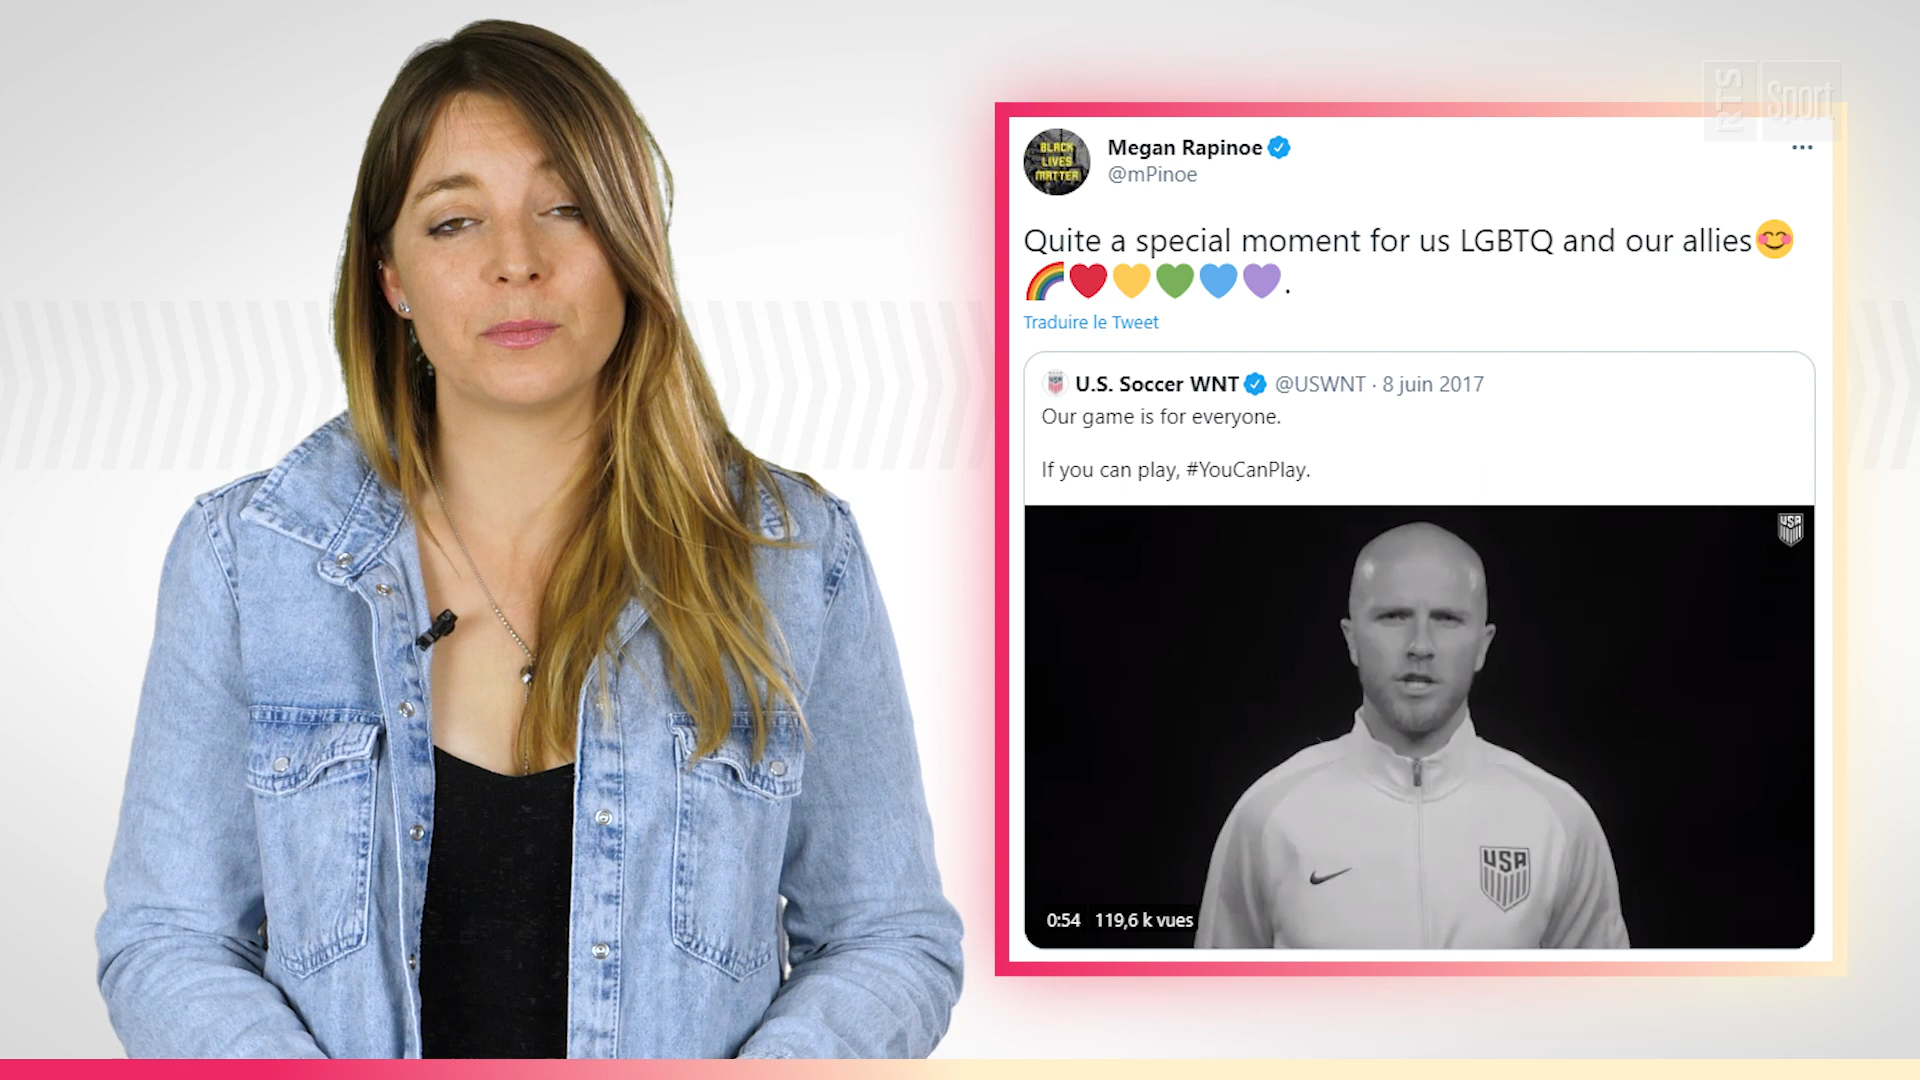 RTS Sport
BLACK
LIVES
MATTER
Megan Rapinoe
@mPinoe
Quite a special moment for us LGBTQ and our allies😊
🌈❤️💛💚💙💜.
Traduire le Tweet
U.S. Soccer WNT @USWNT · 8 juin 2017
Our game is for everyone.
If you can play, #YouCanPlay.
USA
USA
0:54 119,6 k vues